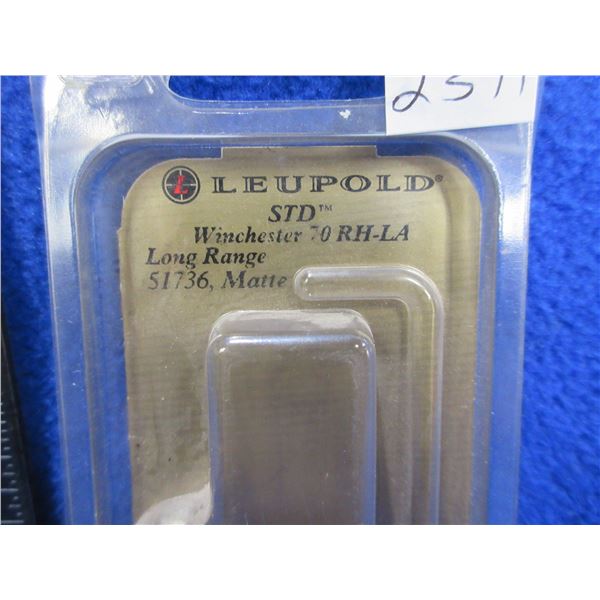 2511
LEUPOLD®
STD™
Winchester 70 RH-LA
Long Range
51736, Matte